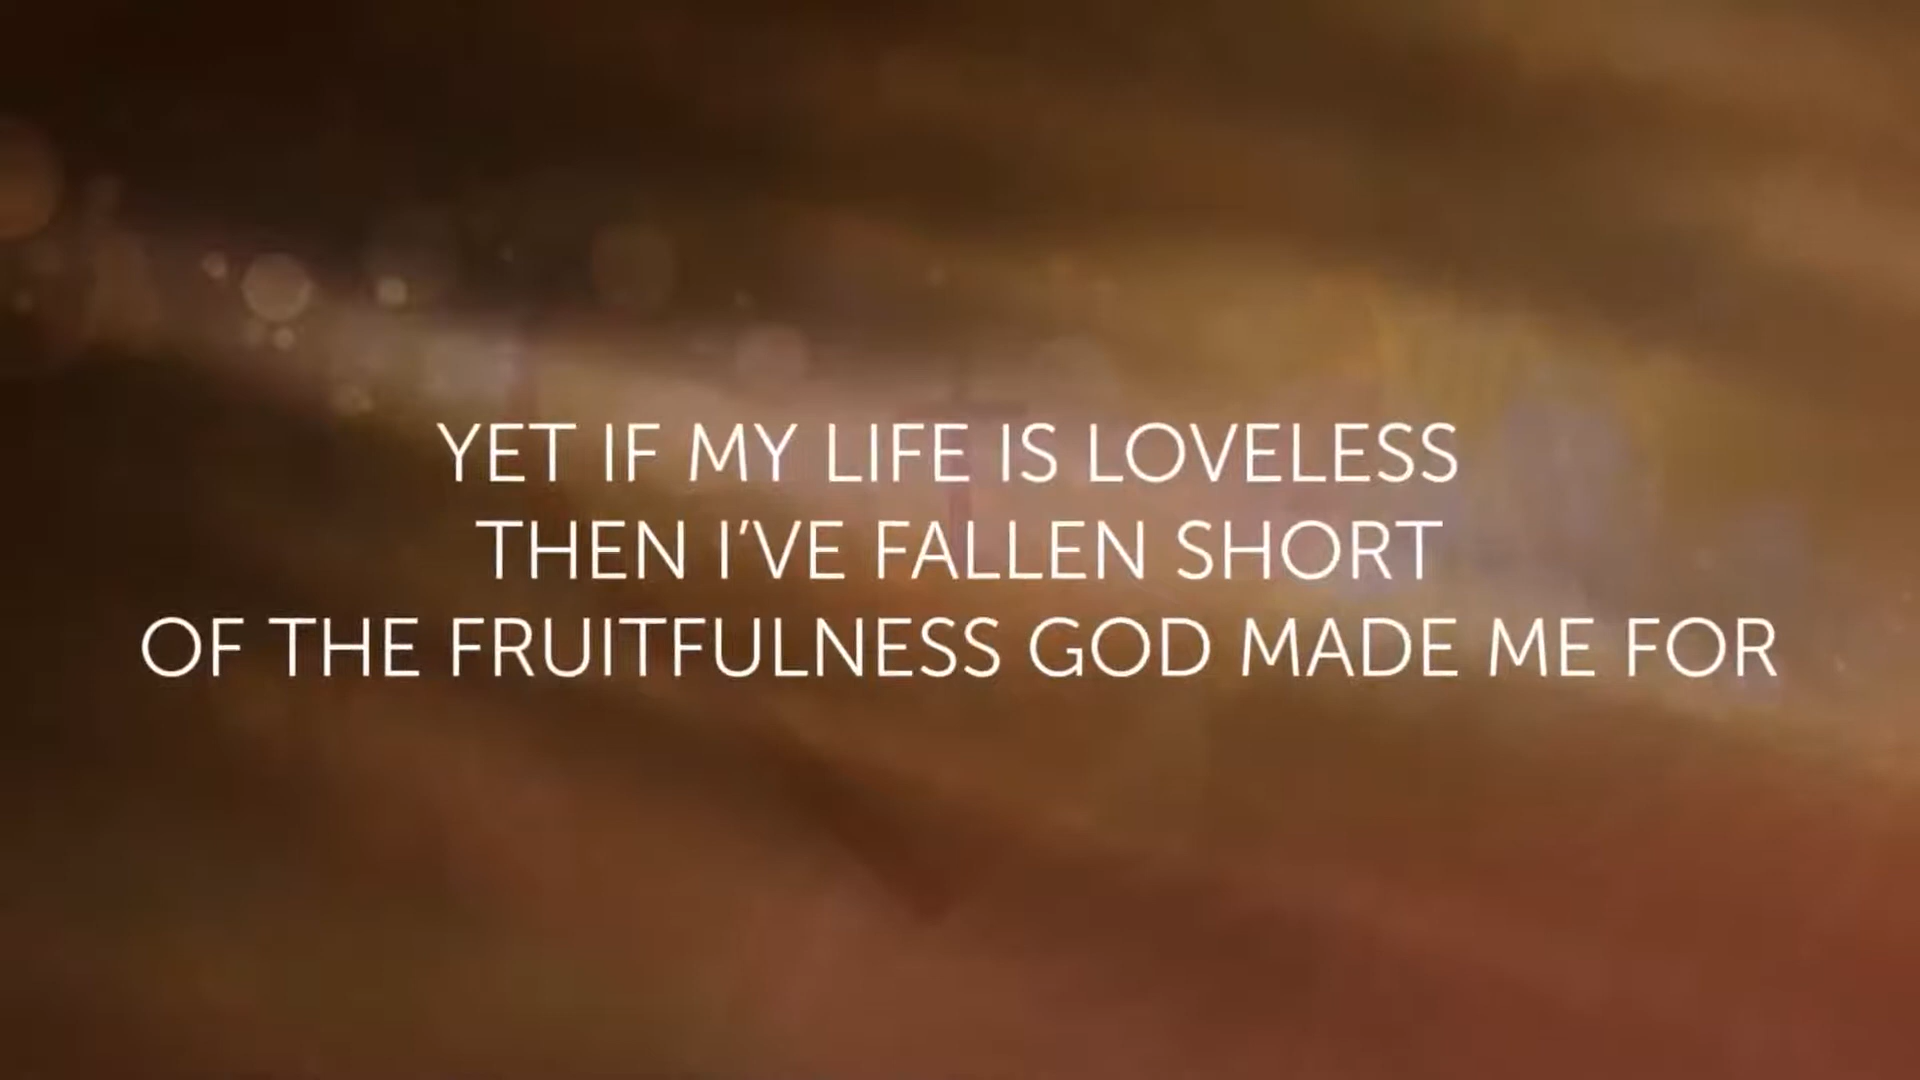 YET IF MY LIFE IS LOVELESS
THEN I'VE FALLEN SHORT
OF THE FRUITFULNESS GOD MADE ME FOR